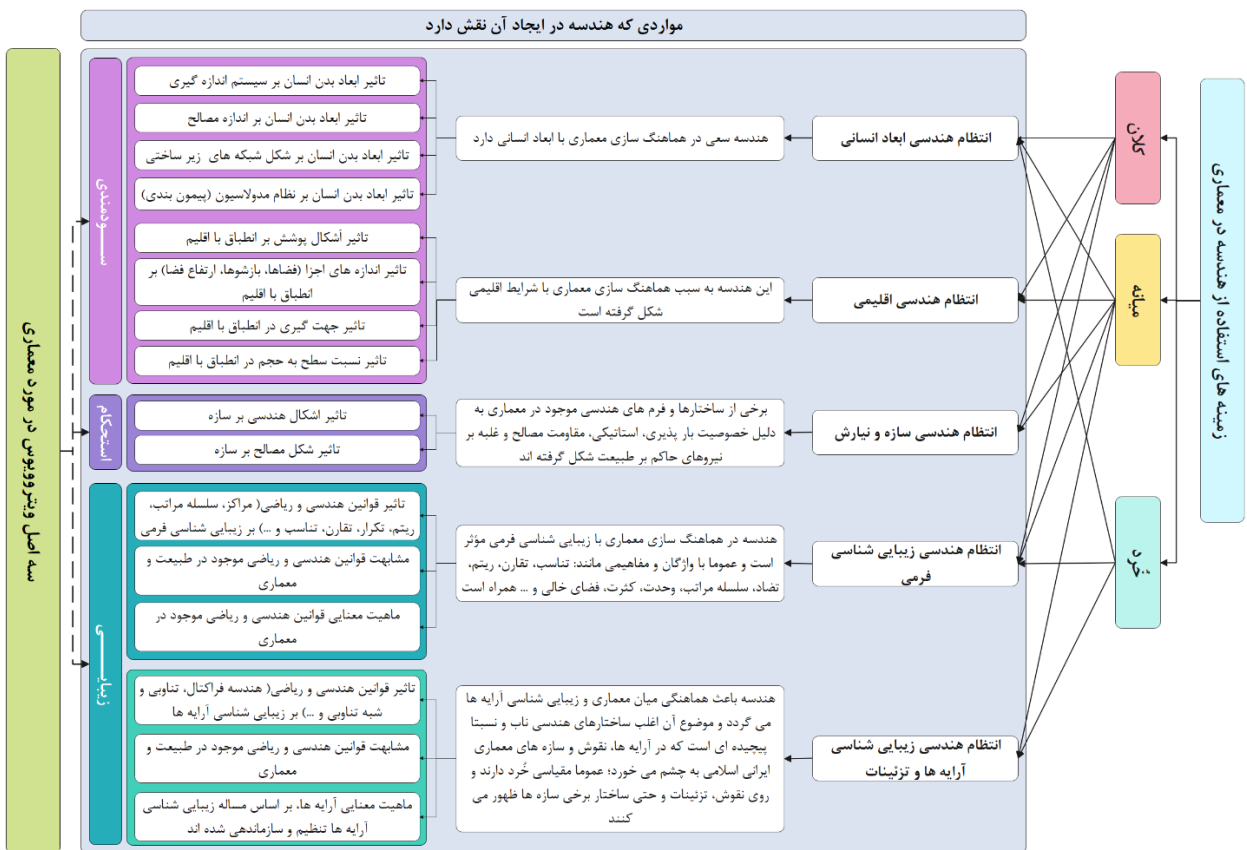 مواردی که هندسه در ایجاد آن نقش دارد
زمینه های استفاده از هندسه در معماری
کلان
میانه
خُرد
انتظام هندسی ابعاد انسانی
هندسه سعی در هماهنگ سازی معماری با ابعاد انسانی دارد
تاثیر ابعاد بدن انسان بر سیستم اندازه گیری
تاثیر ابعاد بدن انسان بر اندازه مصالح
تاثیر ابعاد بدن انسان بر شکل شبکه های زیر ساختی
تاثیر ابعاد بدن انسان بر نظام مدولاسیون (پیمون بندی)
انتظام هندسی اقلیمی
این هندسه به سبب هماهنگ سازی معماری با شرایط اقلیمی
شکل گرفته است
تاثیر اَشکال پوشش بر انطباق با اقلیم
تاثیر اندازه های اجزا (فضاها، بازشوها، ارتفاع فضا) بر
انطباق با اقلیم
تاثیر جهت گیری در انطباق با اقلیم
تاثیر نسبت سطح به حجم در انطباق با اقلیم
ســـــودمندی
انتظام هندسی سازه و نیارش
برخی از ساختارها و فرم های هندسی موجود در معماری به
دلیل خصوصیت بار پذیری، استاتیکی، مقاومت مصالح و غلبه بر
نیروهای حاکم بر طبیعت شکل گرفته اند
تاثیر اشکال هندسی بر سازه
تاثیر شکل مصالح بر سازه
استحکام
انتظام هندسی زیبایی شناسی
فرمی
هندسه در هماهنگ سازی معماری با زیبایی شناسی فرمی مؤثر
است و عموما با واژگان و مفاهیمی مانند: تناسب، تقارن، ریتم،
تضاد، سلسله مراتب، وحدت، کثرت، فضای خالی و ... همراه است
تاثیر قوانین هندسی و ریاضی( مراکز، سلسله مراتب،
ریتم، تکرار، تقارن، تناسب و ...) بر زیبایی شناسی فرمی
مشابهت قوانین هندسی و ریاضی موجود در طبیعت و
معماری
ماهیت معنایی قوانین هندسی و ریاضی موجود در
معماری
انتظام هندسی زیبایی شناسی
آرایه ها و تزئینات
هندسه باعث هماهنگی میان معماری و زیبایی شناسی آرایه ها
می گردد و موضوع آن اغلب ساختارهای هندسی ناب و نسبتا
پیچیده ای است که در آرایه ها، نقوش و سازه های معماری
ایرانی اسلامی به چشم می خورد؛ عموما مقیاسی خُرد دارند و
روی نقوش، تزئینات و حتی ساختار برخی سازه ها ظهور می
کنند
تاثیر قوانین هندسی و ریاضی( هندسه فراکتال، تناوبی و
شبه تناوبی و ...) بر زیبایی شناسی آرایه ها
مشابهت قوانین هندسی و ریاضی موجود در طبیعت و
معماری
ماهیت معنایی آرایه ها، بر اساس مساله زیبایی شناسی
آرایه ها تنظیم و سازماندهی شده اند
زیبایـــــــی
سه اصل ویتروویوس در مورد معماری